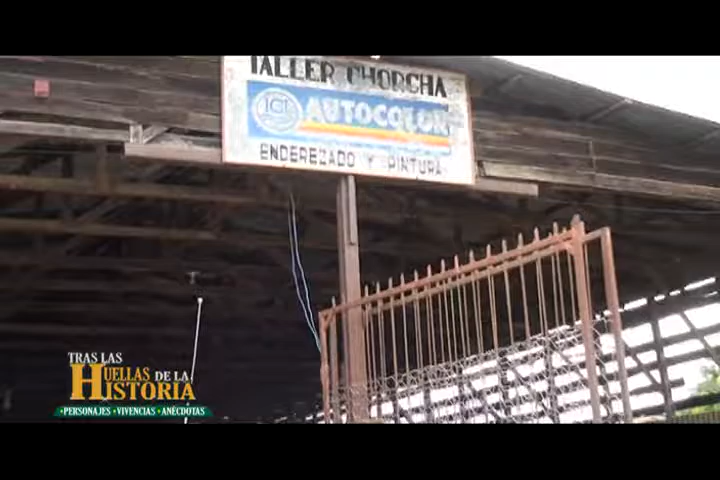 TALLER CHORCHA
ICI AUTOCOLOR
ENDEREZADO Y PINTURA
TRAS LAS
HUELLAS DE LA
HISTORIA
•PERSONAJES •VIVENCIAS •ANÉCDOTAS